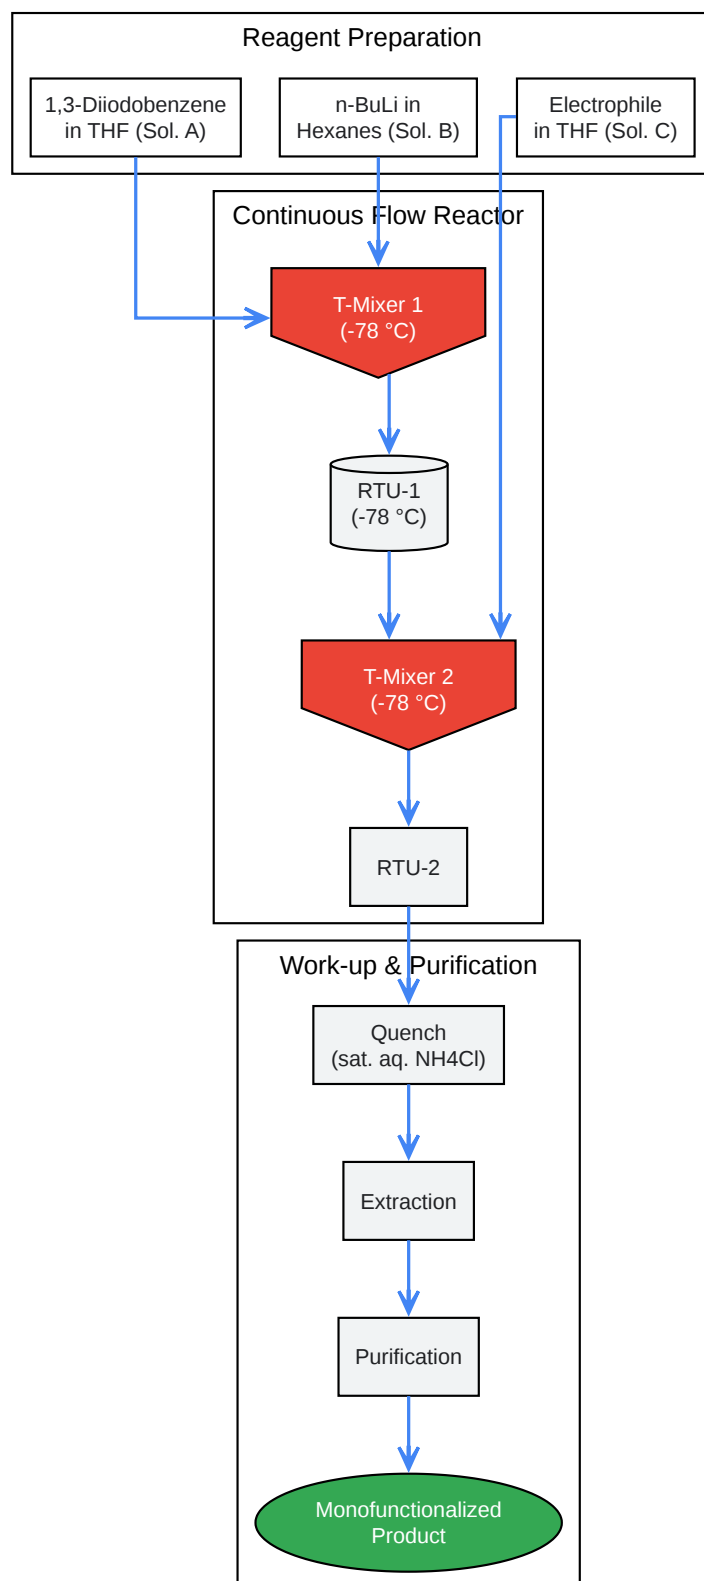 Reagent Preparation
1,3-Diiodobenzene
in THF (Sol. A)
n-BuLi in
Hexanes (Sol. B)
Electrophile
in THF (Sol. C)
Continuous Flow Reactor
T-Mixer 1
(-78 °C)
RTU-1
(-78 °C)
T-Mixer 2
(-78 °C)
RTU-2
Work-up & Purification
Quench
(sat. aq. NH4Cl)
Extraction
Purification
Monofunctionalized
Product